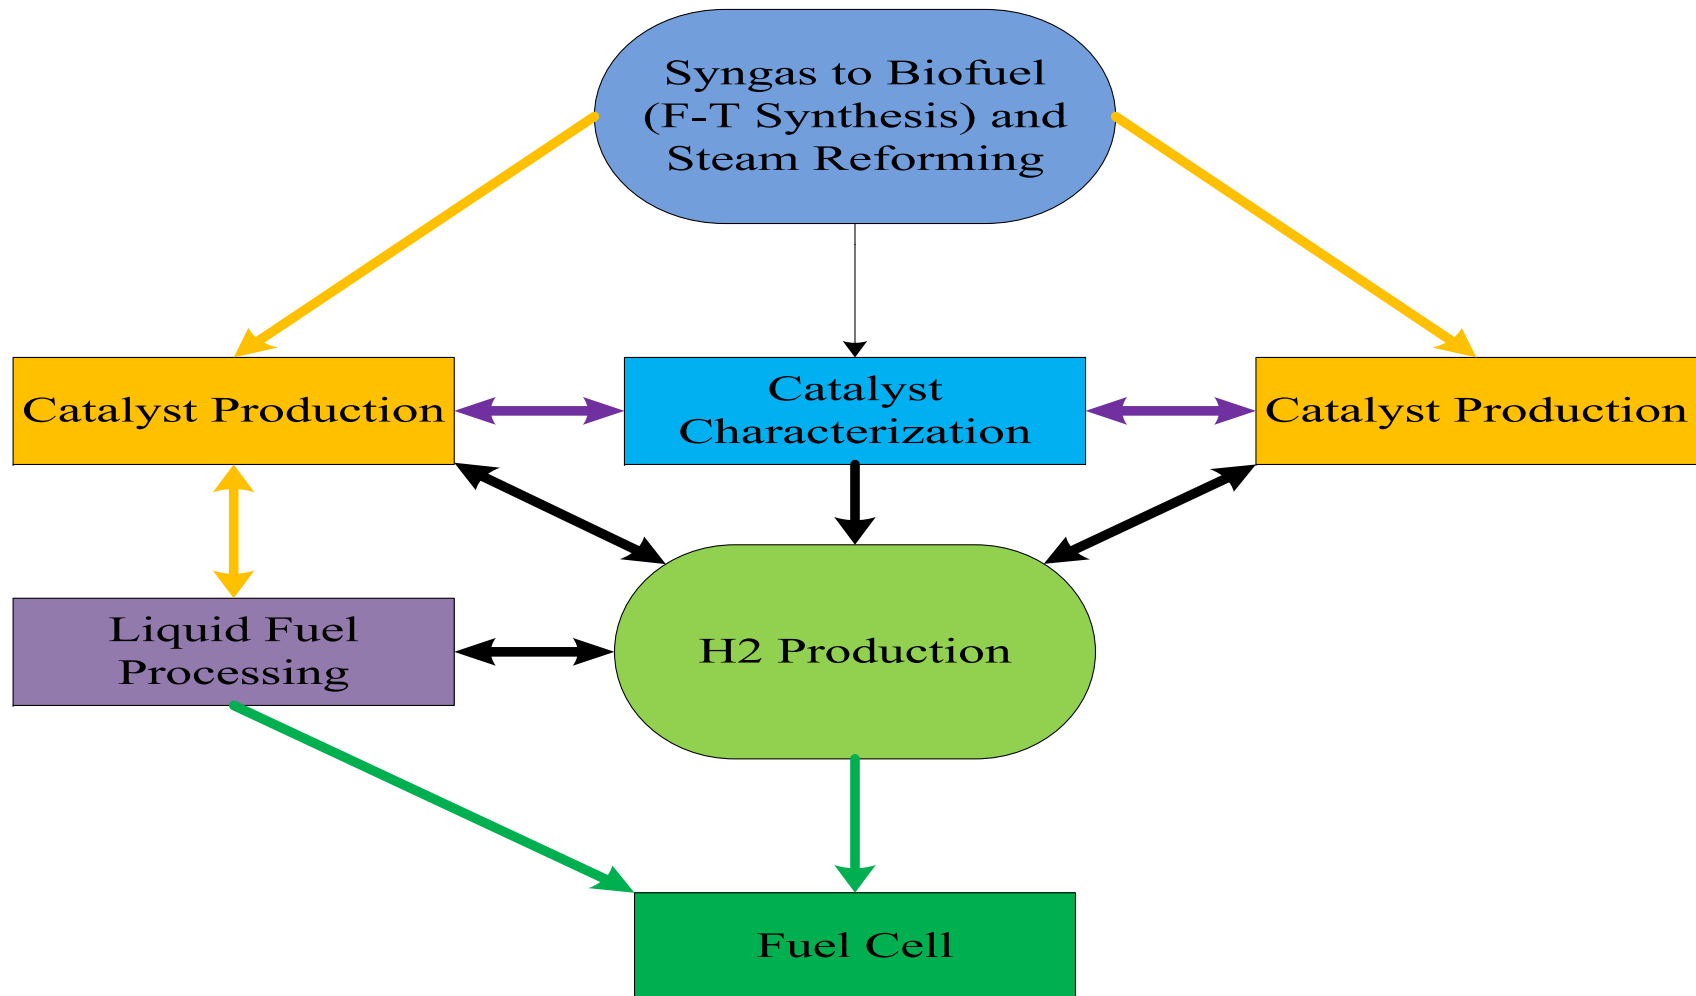 Syngas to Biofuel
(F-T Synthesis) and
Steam Reforming
Catalyst Production
Catalyst
Characterization
Catalyst Production
Liquid Fuel
Processing
H2 Production
Fuel Cell